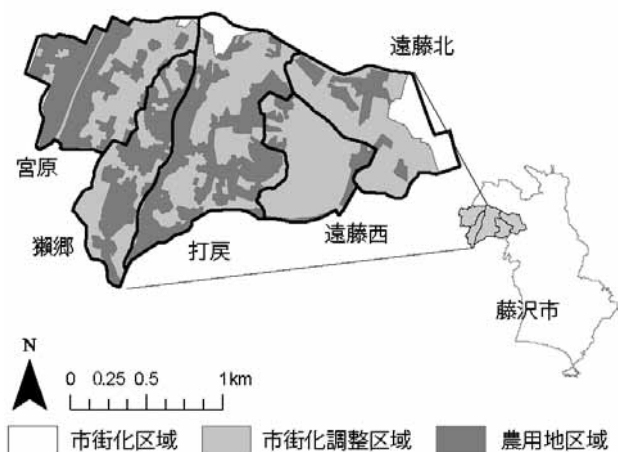 遠藤北
宮原
獺郷
打戻
遠藤西
藤沢市
N
0 0.25 0.5 1km
市街化区域 市街化調整区域 農用地区域